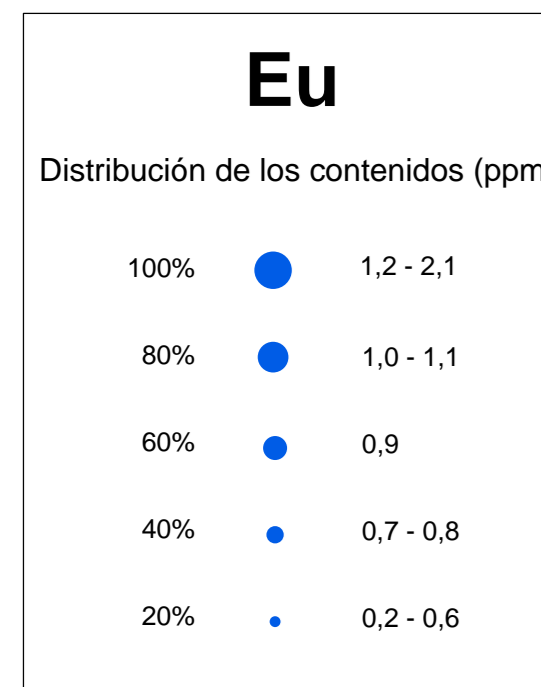 Eu
Distribución de los contenidos (ppm
100% 1,2 - 2,1
80% 1,0 - 1,1
60% 0,9
40% 0,7 - 0,8
20% 0,2 - 0,6